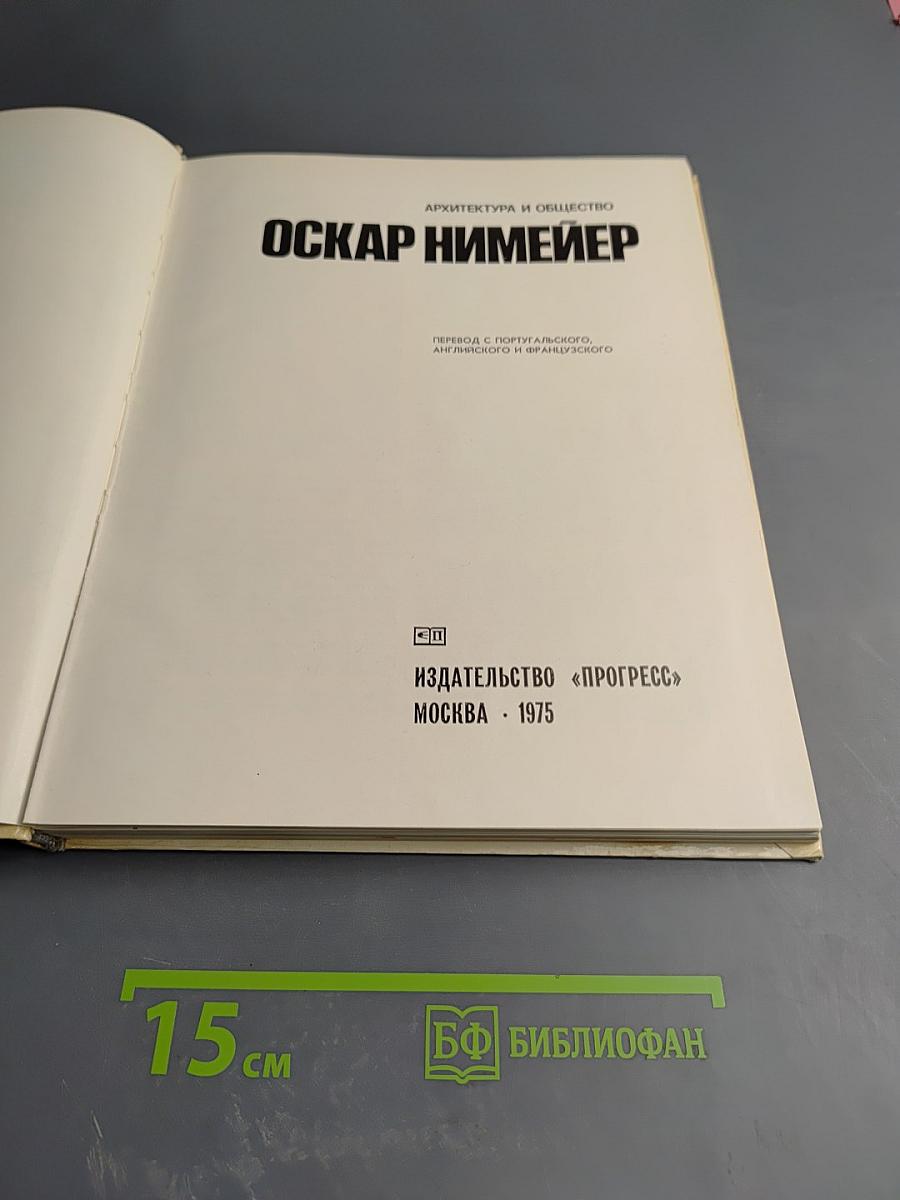 АРХИТЕКТУРА И ОБЩЕСТВО
ОСКАР НИМЕЙЕР
ПЕРЕВОД С ПОРТУГАЛЬСКОГО,
АНГЛИЙСКОГО И ФРАНЦУЗСКОГО
П
ИЗДАТЕЛЬСТВО «ПРОГРЕСС»
МОСКВА · 1975
15 см
БФ БИБЛИОФАН